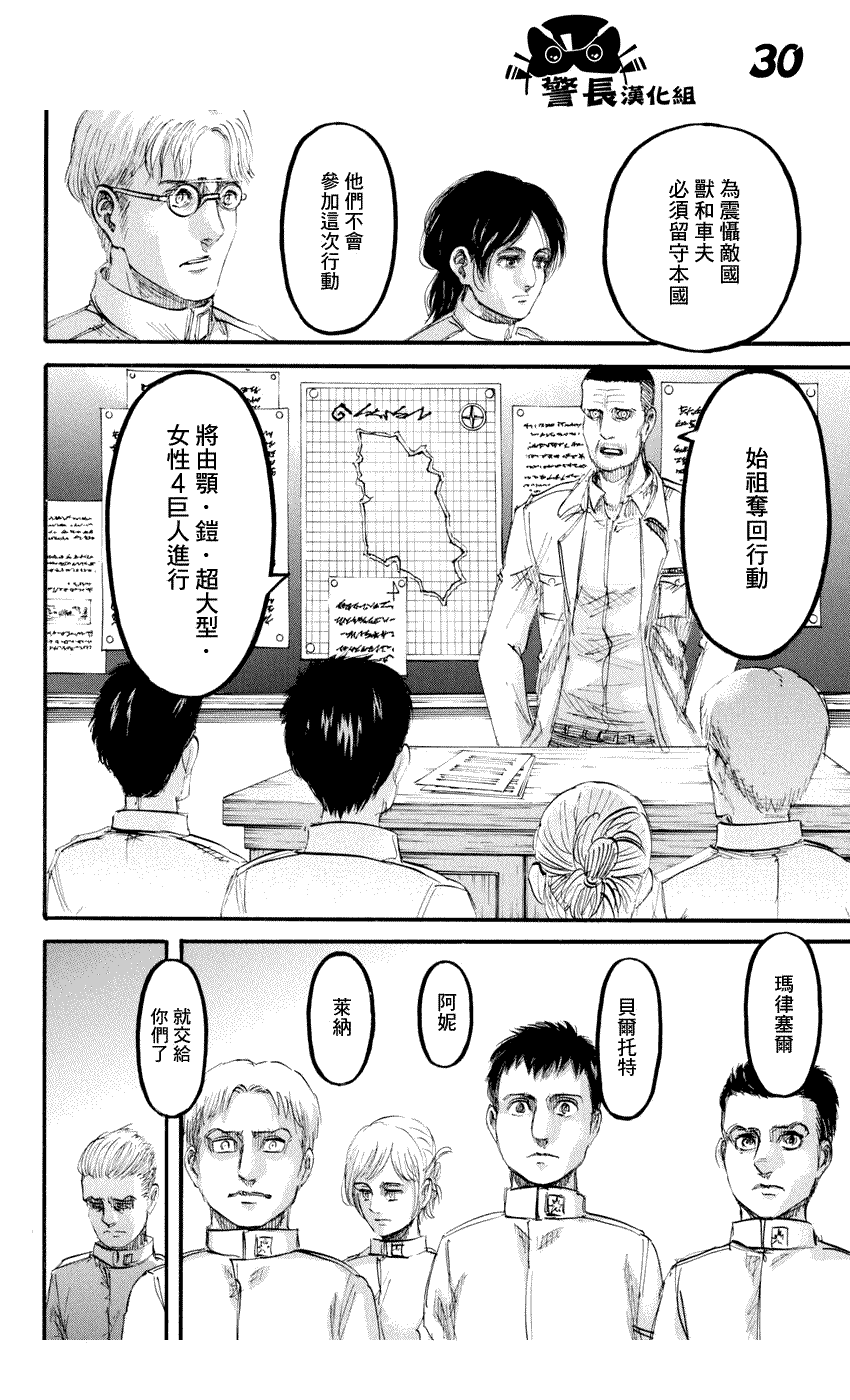 警長漢化組
30
為震懾敵國
獸和車夫
必須留守本國
他們不會
參加這次行動
始祖奪回行動
將由顎・鎧・超大型・
女性4巨人進行
瑪律塞爾
貝爾托特
阿妮
萊納
就交給
你們了